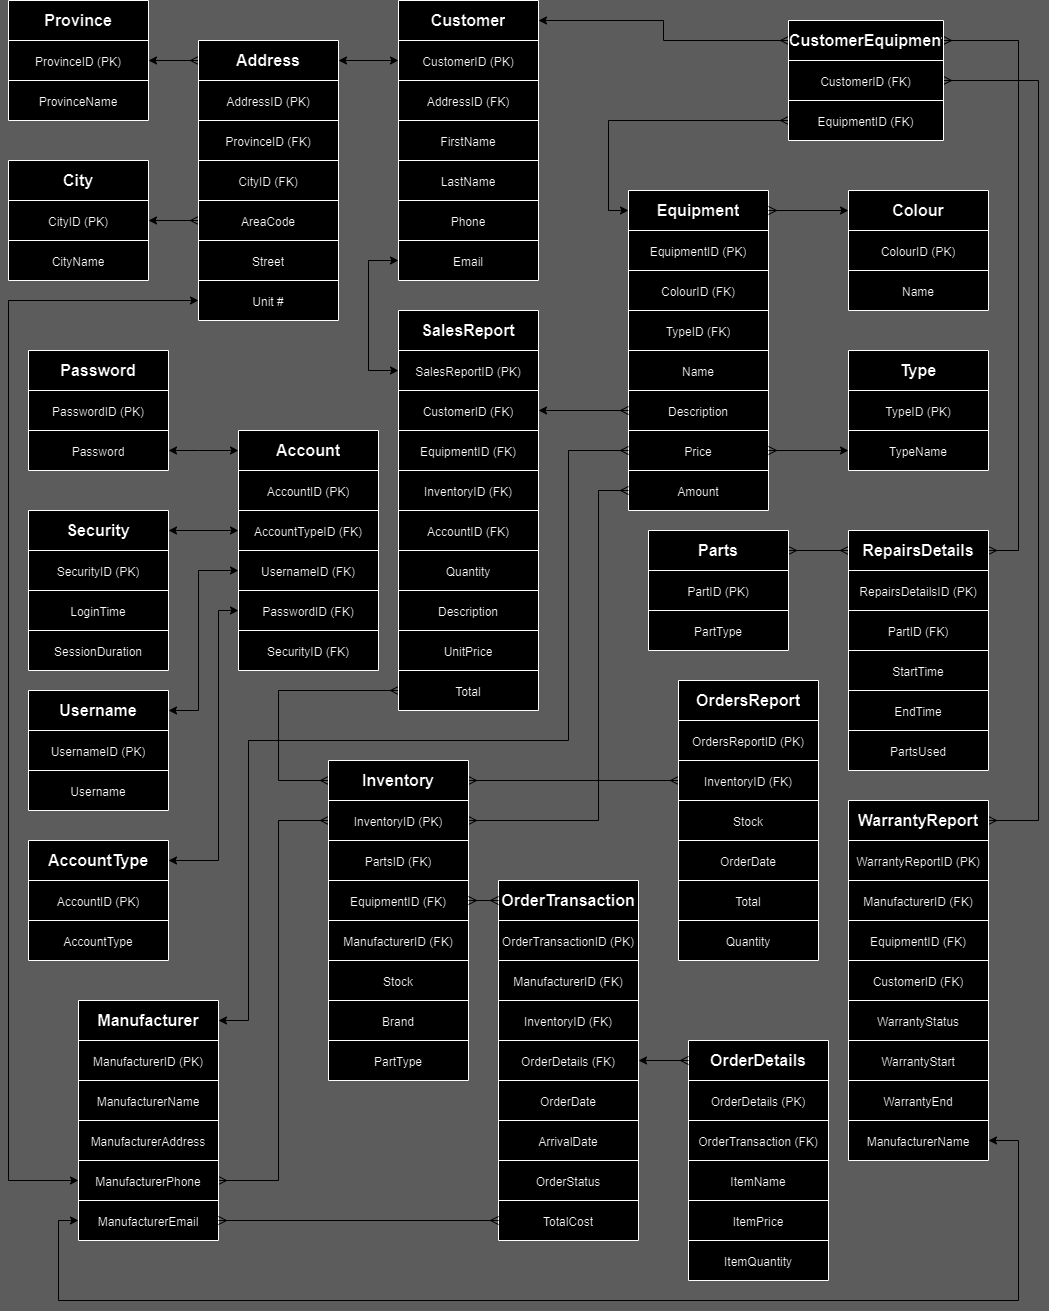 Province
ProvinceID (PK)
ProvinceName
City
CityID (PK)
CityName
Address
AddressID (PK)
ProvinceID (FK)
CityID (FK)
AreaCode
Street
Unit #
Customer
CustomerID (PK)
AddressID (FK)
FirstName
LastName
Phone
Email
CustomerEquipmen
CustomerID (FK)
EquipmentID (FK)
Equipment
EquipmentID (PK)
ColourID (FK)
TypeID (FK)
Name
Description
Price
Amount
Colour
ColourID (PK)
Name
Type
TypeID (PK)
TypeName
SalesReport
SalesReportID (PK)
CustomerID (FK)
EquipmentID (FK)
InventoryID (FK)
AccountID (FK)
Quantity
Description
UnitPrice
Total
Password
PasswordID (PK)
Password
Account
AccountID (PK)
AccountTypeID (FK)
UsernameID (FK)
PasswordID (FK)
SecurityID (FK)
Security
SecurityID (PK)
LoginTime
SessionDuration
Username
UsernameID (PK)
Username
AccountType
AccountID (PK)
AccountType
Parts
PartID (PK)
PartType
RepairsDetails
RepairsDetailsID (PK)
PartID (FK)
StartTime
EndTime
PartsUsed
OrdersReport
OrdersReportID (PK)
InventoryID (FK)
Stock
OrderDate
Total
Quantity
Inventory
InventoryID (PK)
PartsID (FK)
EquipmentID (FK)
ManufacturerID (FK)
Stock
Brand
PartType
WarrantyReport
WarrantyReportID (PK)
ManufacturerID (FK)
EquipmentID (FK)
CustomerID (FK)
WarrantyStatus
WarrantyStart
WarrantyEnd
ManufacturerName
OrderTransaction
OrderTransactionID (PK)
ManufacturerID (FK)
InventoryID (FK)
OrderDetails (FK)
OrderDate
ArrivalDate
OrderStatus
TotalCost
Manufacturer
ManufacturerID (PK)
ManufacturerName
ManufacturerAddress
ManufacturerPhone
ManufacturerEmail
OrderDetails
OrderDetails (PK)
OrderTransaction (FK)
ItemName
ItemPrice
ItemQuantity